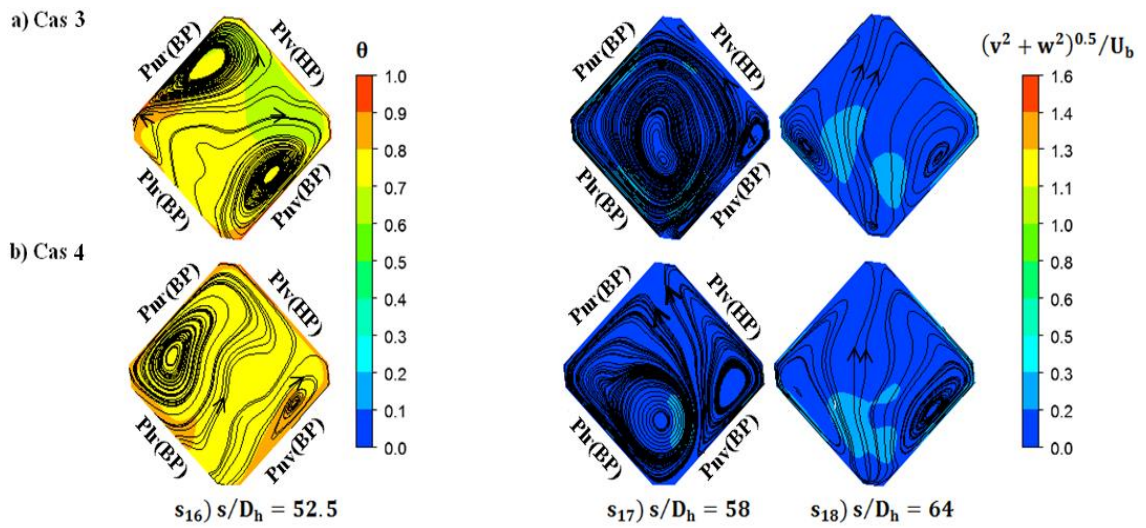 a) Cas 3
Pnr(BP)
Plv(HP)
Plr(BP)
Pnv(BP)
θ
1.0
0.9
0.8
0.7
0.6
0.5
0.4
0.3
0.2
0.1
0.0
Pnr(BP)
Plv(HP)
Plr(BP)
Pnv(BP)
(v² + w²)⁰·⁵/U_b
1.6
1.4
1.3
1.1
1.0
0.8
0.6
0.5
0.3
0.2
0.0
b) Cas 4
Pnr(BP)
Plv(HP)
Plr(BP)
Pnv(BP)
Pnr(BP)
Plv(HP)
Plr(BP)
Pnv(BP)
s₁₆) s/D_h = 52.5
s₁₇) s/D_h = 58
s₁₈) s/D_h = 64